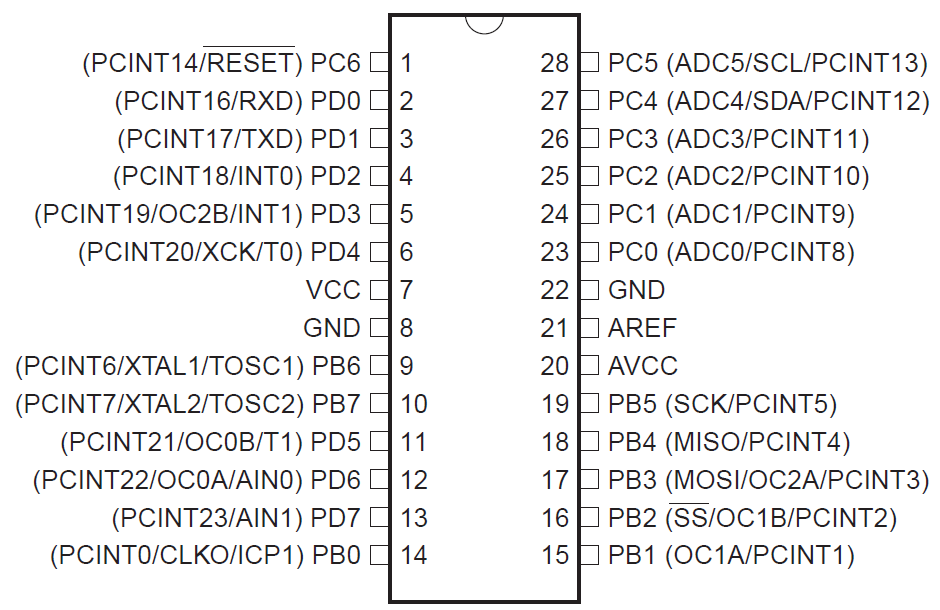 (PCINT14/RESET) PC6 1 28 PC5 (ADC5/SCL/PCINT13)
(PCINT16/RXD) PD0 2 27 PC4 (ADC4/SDA/PCINT12)
(PCINT17/TXD) PD1 3 26 PC3 (ADC3/PCINT11)
(PCINT18/INT0) PD2 4 25 PC2 (ADC2/PCINT10)
(PCINT19/OC2B/INT1) PD3 5 24 PC1 (ADC1/PCINT9)
(PCINT20/XCK/T0) PD4 6 23 PC0 (ADC0/PCINT8)
VCC 7 22 GND
GND 8 21 AREF
(PCINT6/XTAL1/TOSC1) PB6 9 20 AVCC
(PCINT7/XTAL2/TOSC2) PB7 10 19 PB5 (SCK/PCINT5)
(PCINT21/OC0B/T1) PD5 11 18 PB4 (MISO/PCINT4)
(PCINT22/OC0A/AIN0) PD6 12 17 PB3 (MOSI/OC2A/PCINT3)
(PCINT23/AIN1) PD7 13 16 PB2 (SS/OC1B/PCINT2)
(PCINT0/CLKO/ICP1) PB0 14 15 PB1 (OC1A/PCINT1)